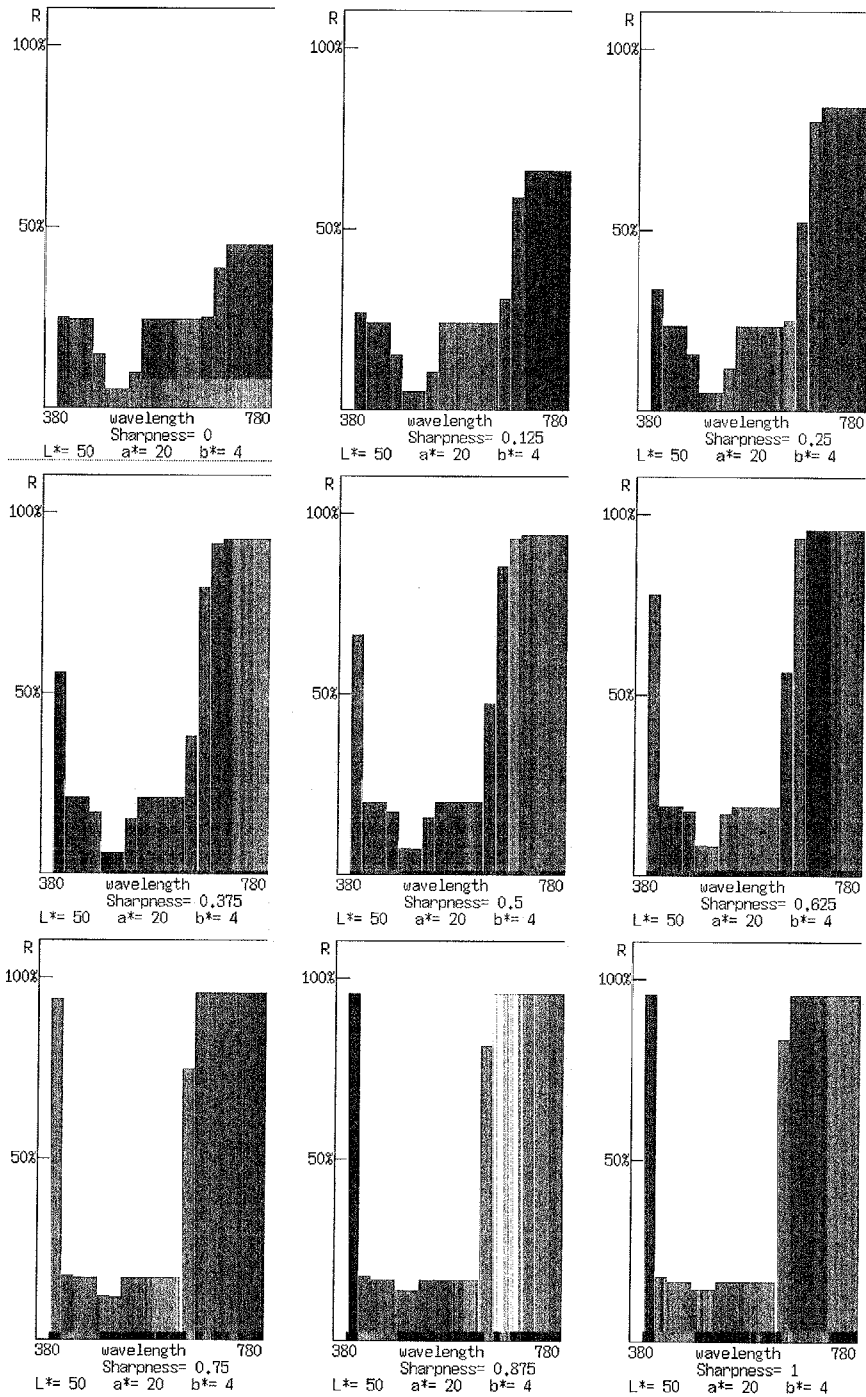 R
100%
50%
380 wavelength 780
Sharpness= 0
L*= 50 a*= 20 b*= 4
R
100%
50%
380 wavelength 780
Sharpness= 0.125
L*= 50 a*= 20 b*= 4
R
100%
50%
380 wavelength 780
Sharpness= 0.25
L*= 50 a*= 20 b*= 4
R
100%
50%
380 wavelength 780
Sharpness= 0.375
L*= 50 a*= 20 b*= 4
R
100%
50%
380 wavelength 780
Sharpness= 0.5
L*= 50 a*= 20 b*= 4
R
100%
50%
380 wavelength 780
Sharpness= 0.625
L*= 50 a*= 20 b*= 4
R
100%
50%
380 wavelength 780
Sharpness= 0.75
L*= 50 a*= 20 b*= 4
R
100%
50%
380 wavelength 780
Sharpness= 0.875
L*= 50 a*= 20 b*= 4
R
100%
50%
380 wavelength 780
Sharpness= 1
L*= 50 a*= 20 b*= 4